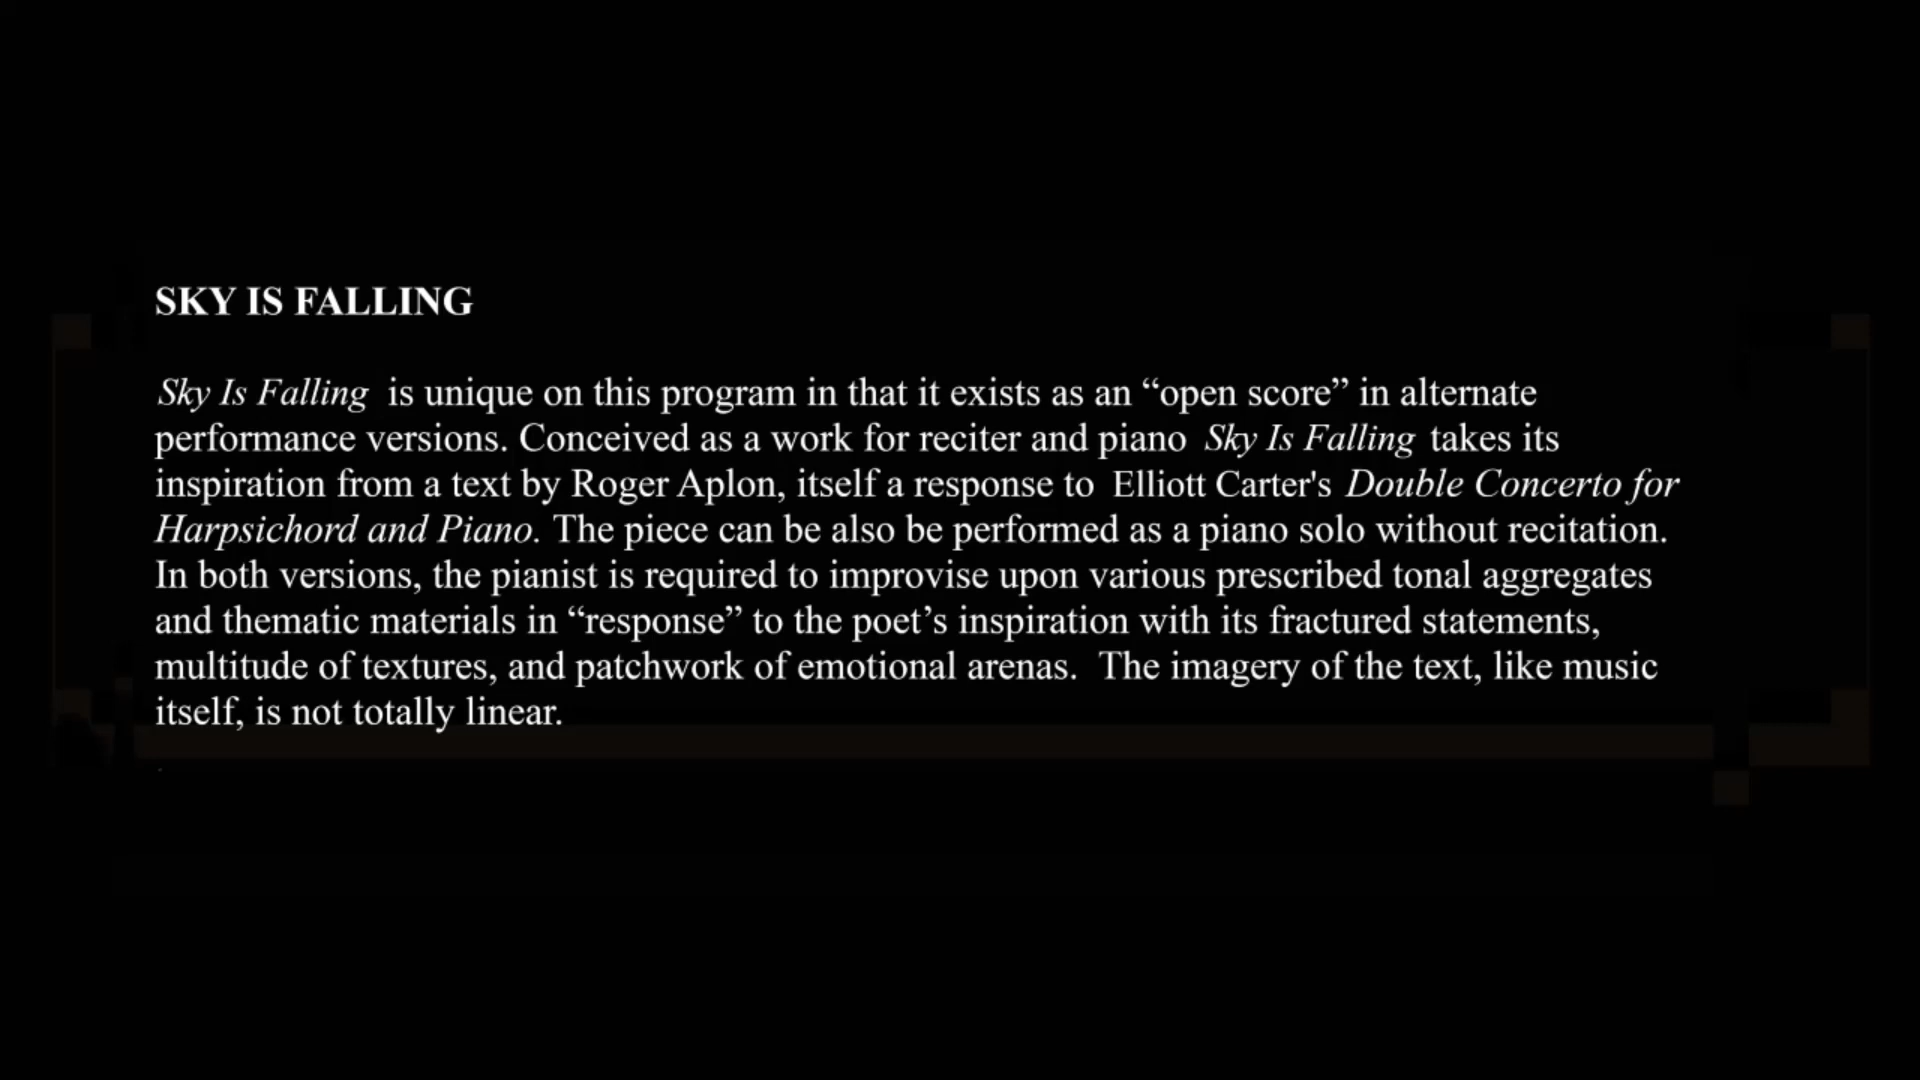 SKY IS FALLING
Sky Is Falling is unique on this program in that it exists as an “open score” in alternate
performance versions. Conceived as a work for reciter and piano Sky Is Falling takes its
inspiration from a text by Roger Aplon, itself a response to Elliott Carter's Double Concerto for
Harpsichord and Piano. The piece can be also be performed as a piano solo without recitation.
In both versions, the pianist is required to improvise upon various prescribed tonal aggregates
and thematic materials in “response” to the poet’s inspiration with its fractured statements,
multitude of textures, and patchwork of emotional arenas. The imagery of the text, like music
itself, is not totally linear.